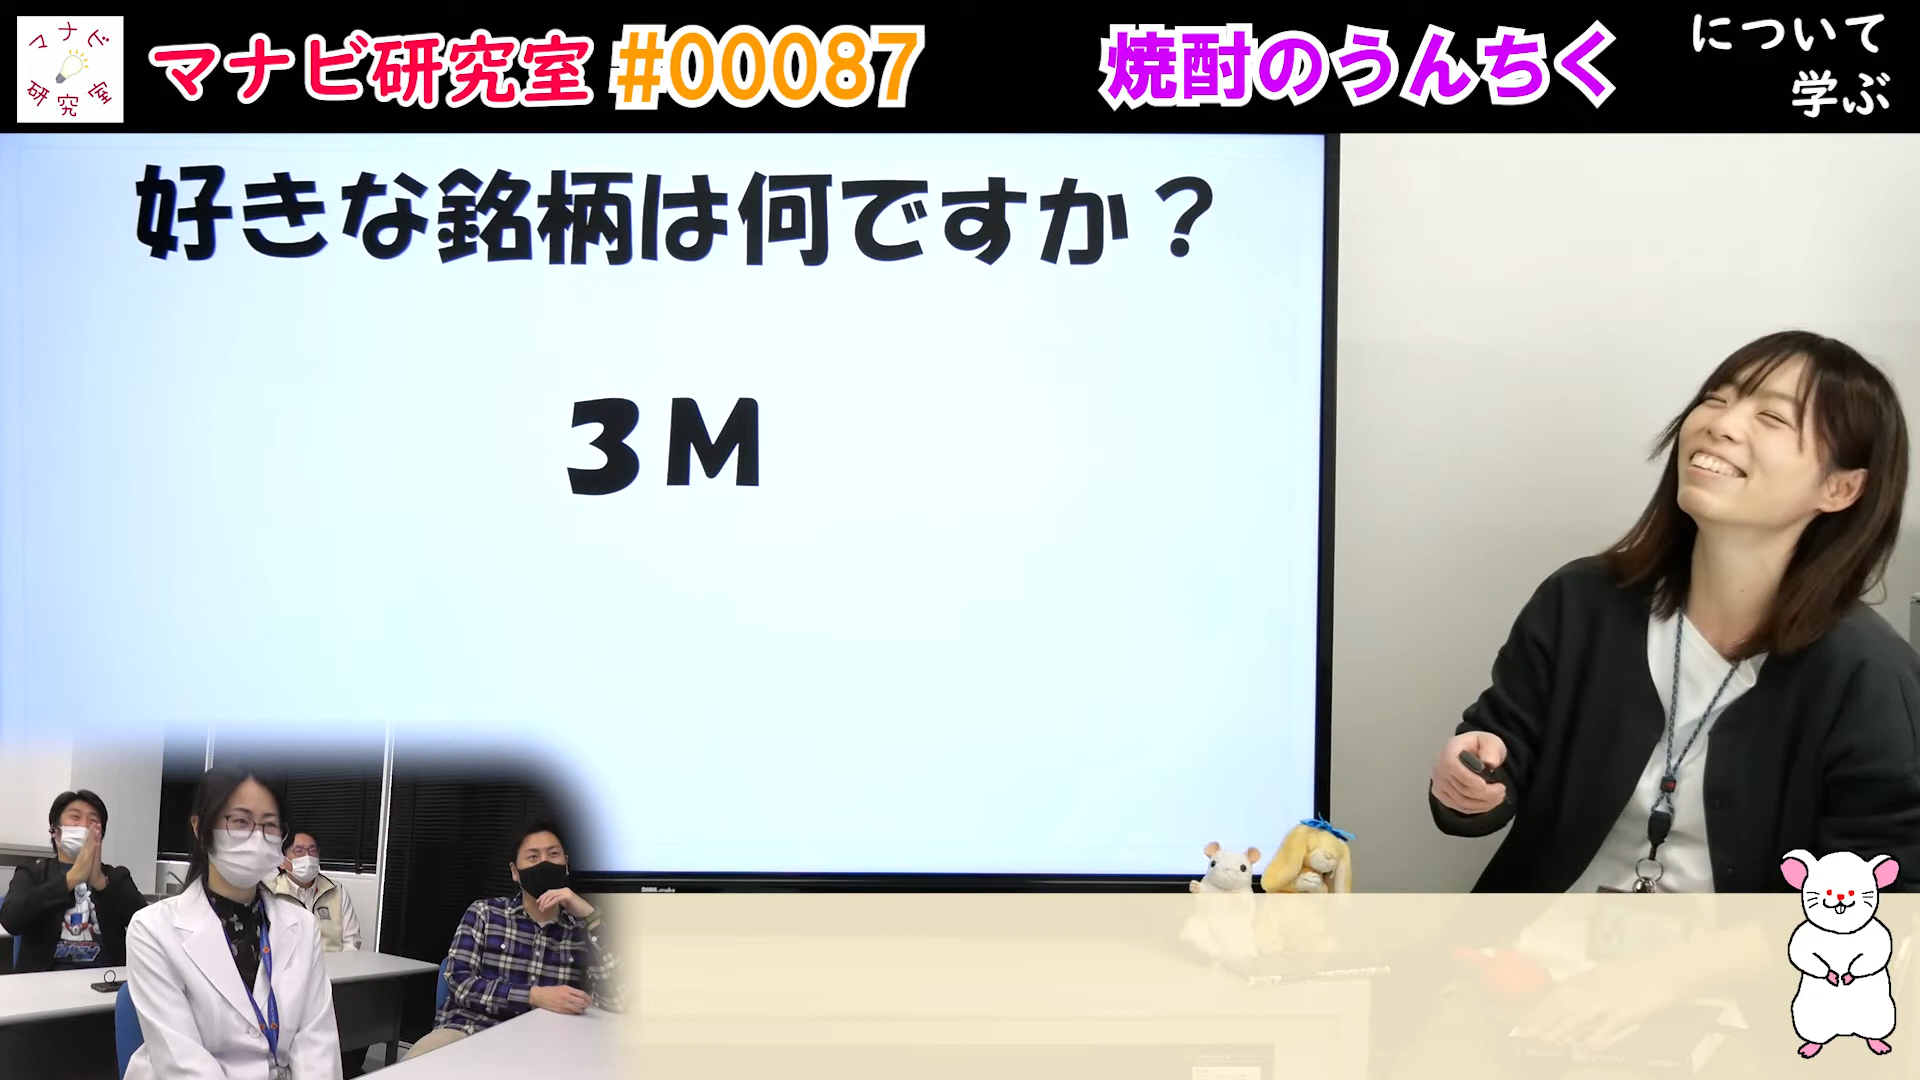 マナビ
研究室
マナビ研究室 #00087
焼酎のうんちく
について
学ぶ
好きな銘柄は何ですか？
３Ｍ